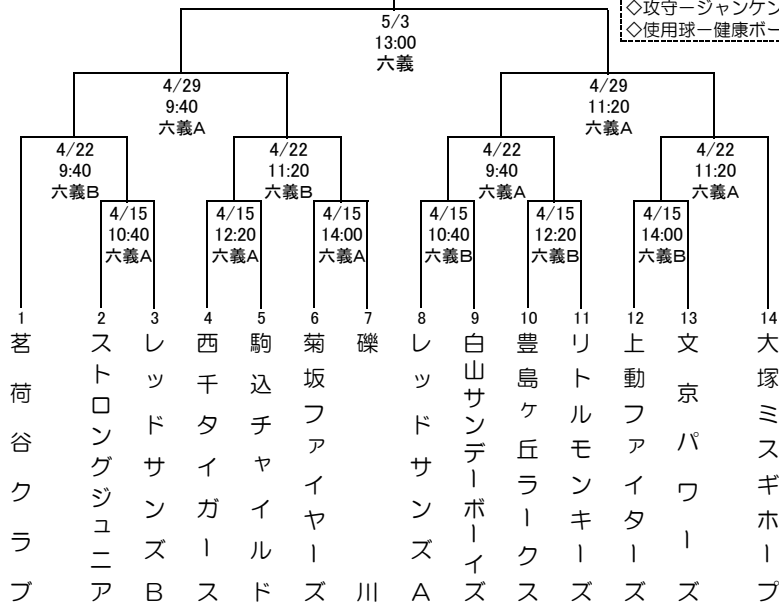 ◇攻守ージャンケン
◇使用球ー健康ボー
5/3
13:00
六義
4/29
9:40
六義A
4/29
11:20
六義A
4/22
9:40
六義B
4/22
11:20
六義B
4/22
9:40
六義A
4/22
11:20
六義A
4/15
10:40
六義A
4/15
12:20
六義A
4/15
14:00
六義A
4/15
10:40
六義B
4/15
12:20
六義B
4/15
14:00
六義B
1
茗荷谷クラブ
2
ストロングジュニア
3
レッドサンズB
4
西千タイガース
5
駒込チャイルド
6
菊坂ファイヤーズ
7
礫川
8
レッドサンズA
9
白山サンデーボーイズ
10
豊島ヶ丘ラークス
11
リトルモンキーズ
12
上動ファイターズ
13
文京パワーズ
14
大塚ミスギホープ